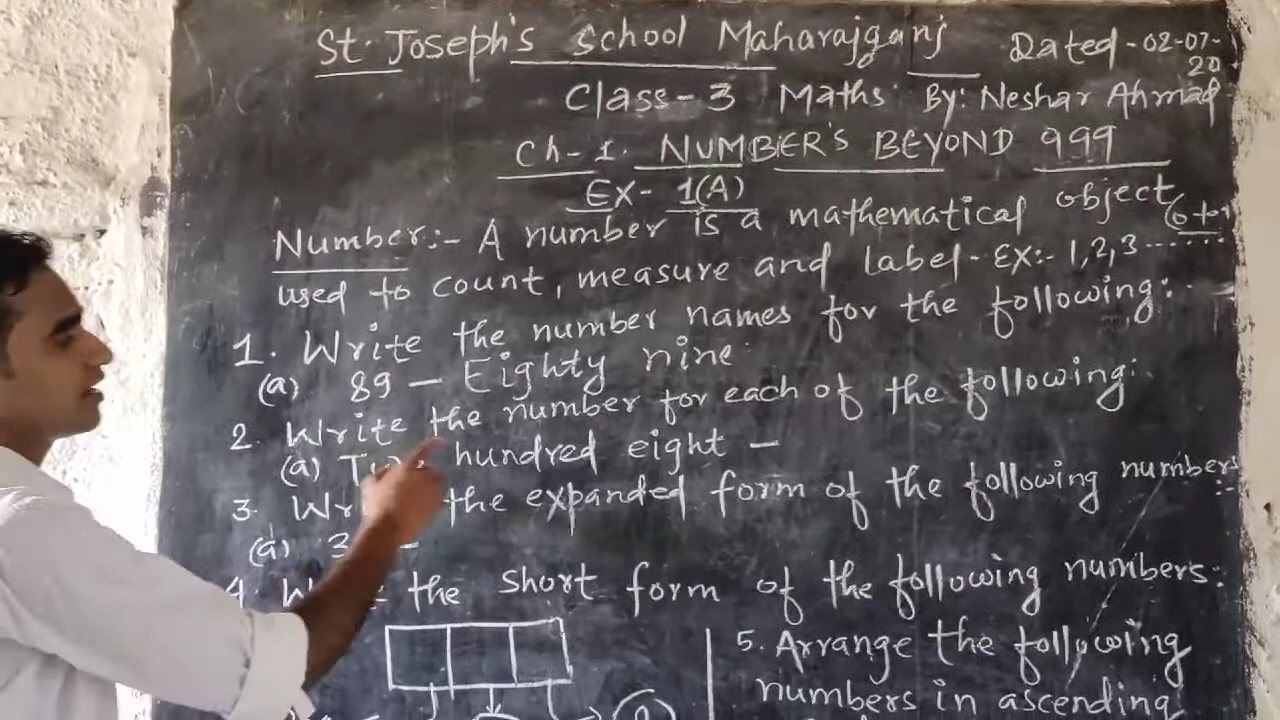 St. Joseph's School Maharajganj Dated-02-07-
20
Class-3 Maths By: Neshar Ahmad
Ch-1. NUMBER'S BEYOND 999
EX- 1(A)
Number:- A number is a mathematical object
used to count, measure and label. EX:- 1,2,3.......
1. Write the number names for the following:
(a) 89 — Eighty nine
2. Write the number for each of the following:
(a) hundred eight —
3. the expanded form of the following numbers:-
(a) 3
4. the short form of the following numbers:
5. Arrange the following
numbers in ascending